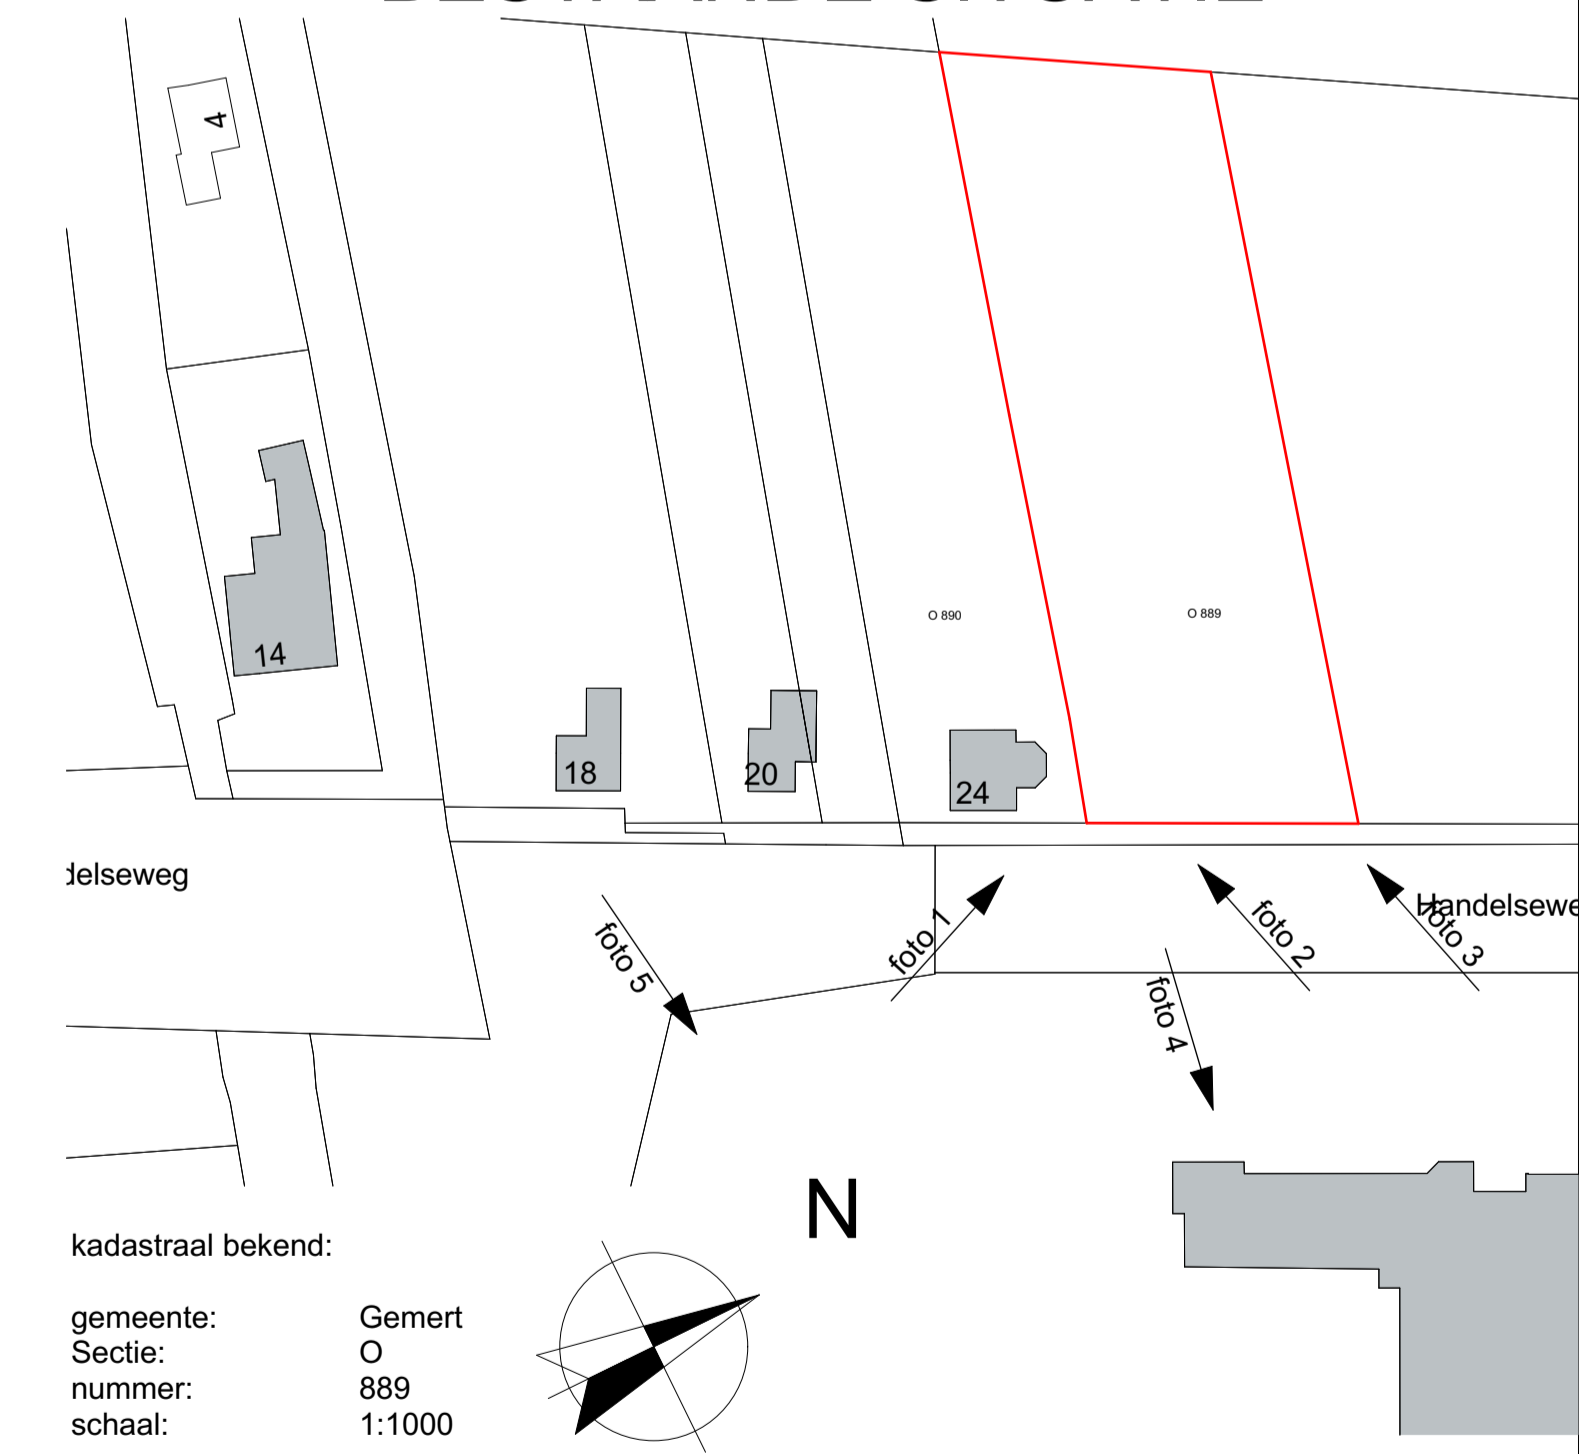 4
14
18
20
24
O 890
O 889
delseweg
Handelsewe
foto 1
foto 2
foto 3
foto 4
foto 5
N
kadastraal bekend:
gemeente: Gemert
Sectie: O
nummer: 889
schaal: 1:1000